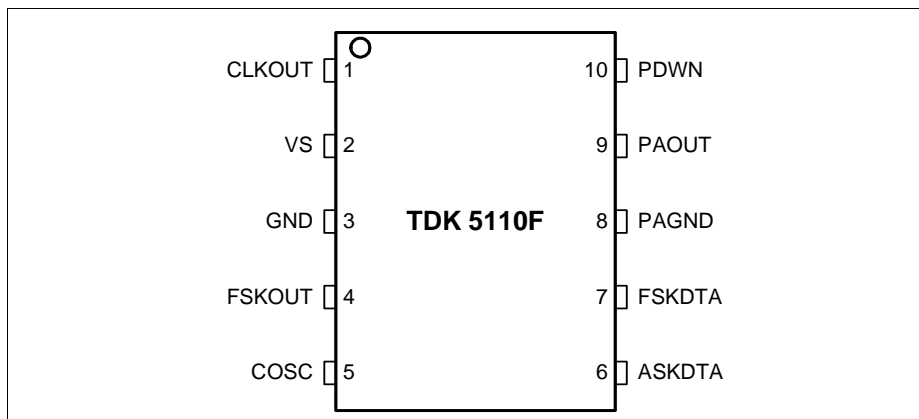 CLKOUT 1 10 PDWN
VS 2 9 PAOUT
GND 3 TDK 5110F 8 PAGND
FSKOUT 4 7 FSKDTA
COSC 5 6 ASKDTA